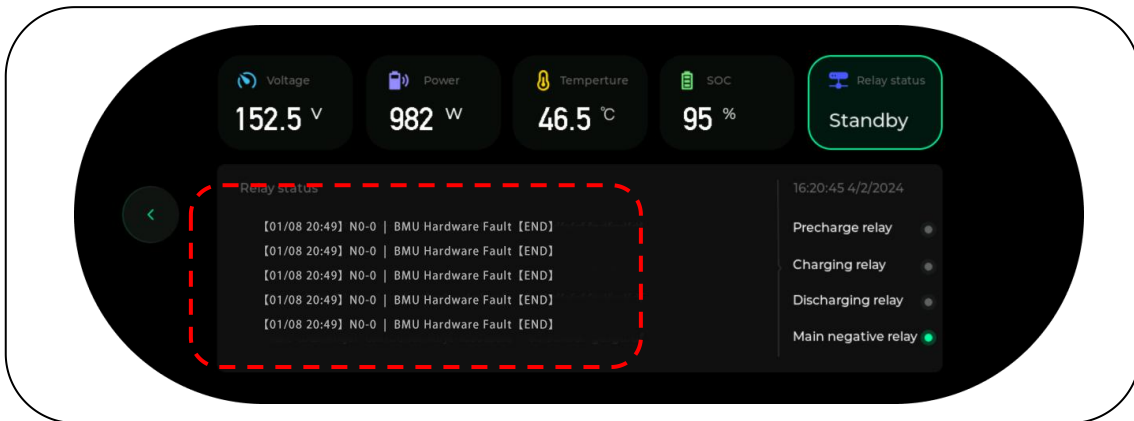 Voltage
152.5 V
Power
982 W
Temperture
46.5 ℃
SOC
95 %
Relay status
Standby
Relay status
【01/08 20:49】N0-0 | BMU Hardware Fault【END】
【01/08 20:49】N0-0 | BMU Hardware Fault【END】
【01/08 20:49】N0-0 | BMU Hardware Fault【END】
【01/08 20:49】N0-0 | BMU Hardware Fault【END】
【01/08 20:49】N0-0 | BMU Hardware Fault【END】
16:20:45 4/2/2024
Precharge relay
Charging relay
Discharging relay
Main negative relay